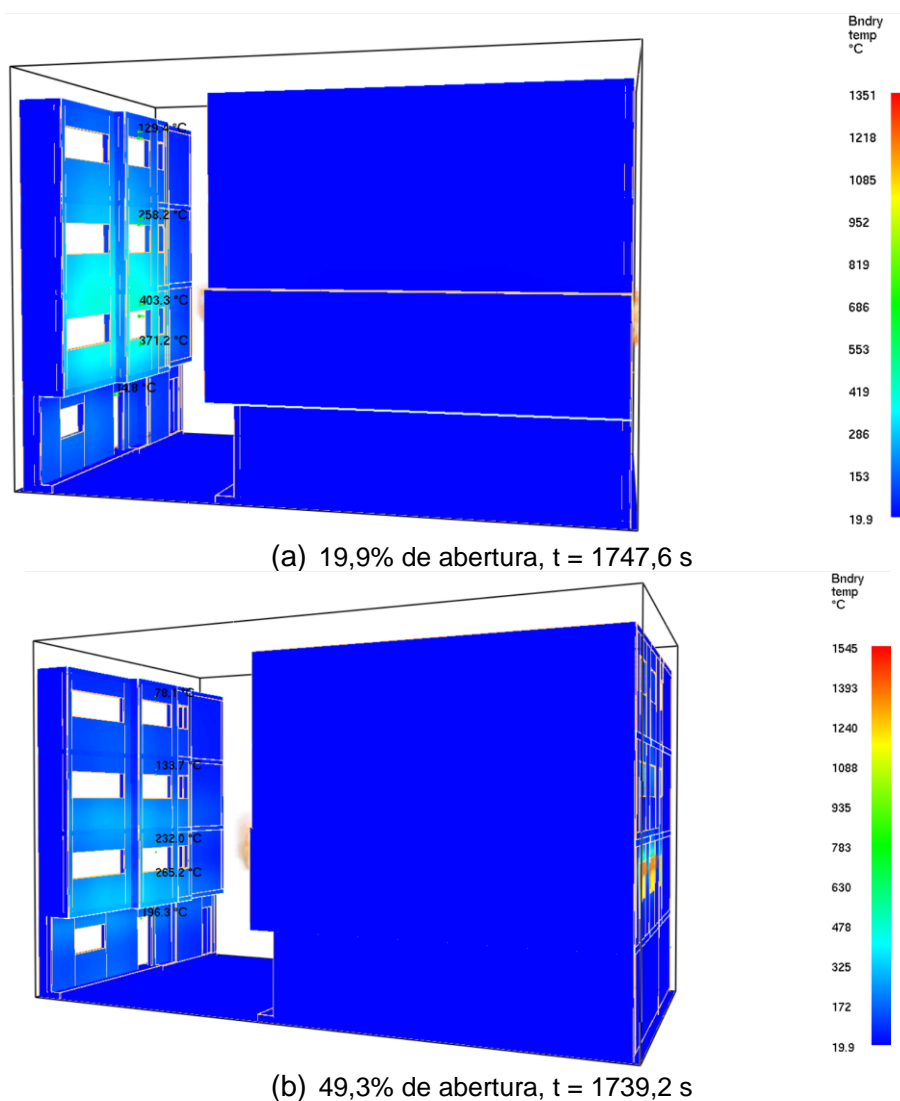 Bndry
temp
°C
1351
1218
1085
952
819
686
553
419
286
153
19.9
129.4 °C
258.2 °C
403.3 °C
371.2 °C
(a) 19,9% de abertura, t = 1747,6 s
Bndry
temp
°C
1545
1393
1240
1088
935
783
630
478
325
172
19.9
78.1 °C
133.7 °C
232.0 °C
265.2 °C
196.3 °C
(b) 49,3% de abertura, t = 1739,2 s